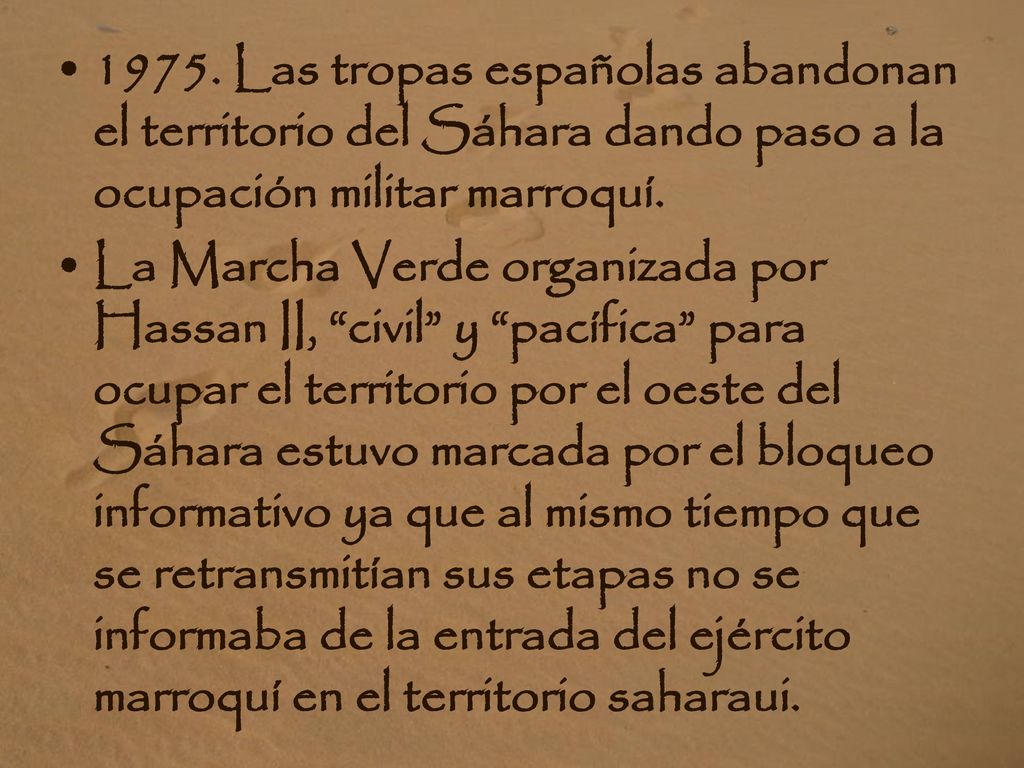 • 1975. Las tropas españolas abandonan
el territorio del Sáhara dando paso a la
ocupación militar marroquí.
• La Marcha Verde organizada por
Hassan II, “civil” y “pacífica” para
ocupar el territorio por el oeste del
Sáhara estuvo marcada por el bloqueo
informativo ya que al mismo tiempo que
se retransmitían sus etapas no se
informaba de la entrada del ejército
marroquí en el territorio saharaui.